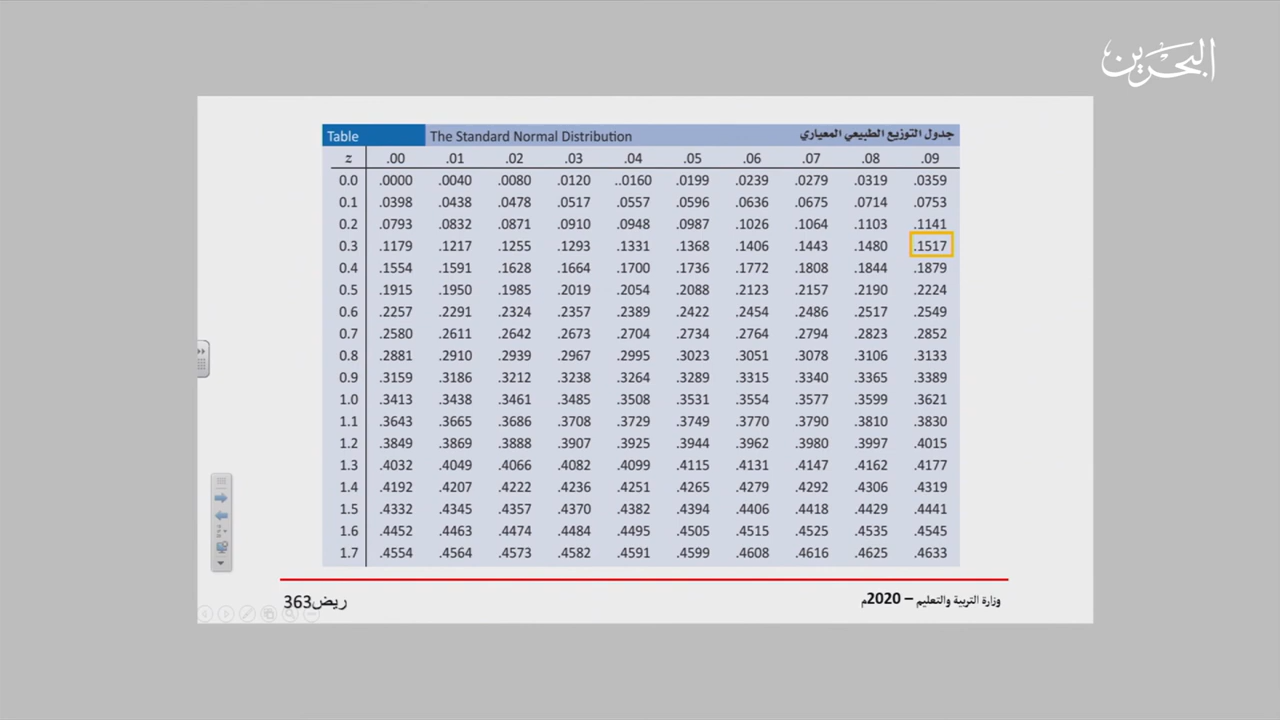 البحرين
Table The Standard Normal Distribution جدول التوزيع الطبيعي المعياري
z .00 .01 .02 .03 .04 .05 .06 .07 .08 .09
0.0 .0000 .0040 .0080 .0120 ..0160 .0199 .0239 .0279 .0319 .0359
0.1 .0398 .0438 .0478 .0517 .0557 .0596 .0636 .0675 .0714 .0753
0.2 .0793 .0832 .0871 .0910 .0948 .0987 .1026 .1064 .1103 .1141
0.3 .1179 .1217 .1255 .1293 .1331 .1368 .1406 .1443 .1480 .1517
0.4 .1554 .1591 .1628 .1664 .1700 .1736 .1772 .1808 .1844 .1879
0.5 .1915 .1950 .1985 .2019 .2054 .2088 .2123 .2157 .2190 .2224
0.6 .2257 .2291 .2324 .2357 .2389 .2422 .2454 .2486 .2517 .2549
0.7 .2580 .2611 .2642 .2673 .2704 .2734 .2764 .2794 .2823 .2852
0.8 .2881 .2910 .2939 .2967 .2995 .3023 .3051 .3078 .3106 .3133
0.9 .3159 .3186 .3212 .3238 .3264 .3289 .3315 .3340 .3365 .3389
1.0 .3413 .3438 .3461 .3485 .3508 .3531 .3554 .3577 .3599 .3621
1.1 .3643 .3665 .3686 .3708 .3729 .3749 .3770 .3790 .3810 .3830
1.2 .3849 .3869 .3888 .3907 .3925 .3944 .3962 .3980 .3997 .4015
1.3 .4032 .4049 .4066 .4082 .4099 .4115 .4131 .4147 .4162 .4177
1.4 .4192 .4207 .4222 .4236 .4251 .4265 .4279 .4292 .4306 .4319
1.5 .4332 .4345 .4357 .4370 .4382 .4394 .4406 .4418 .4429 .4441
1.6 .4452 .4463 .4474 .4484 .4495 .4505 .4515 .4525 .4535 .4545
1.7 .4554 .4564 .4573 .4582 .4591 .4599 .4608 .4616 .4625 .4633
وزارة التربية والتعليم – 2020م
ريض363